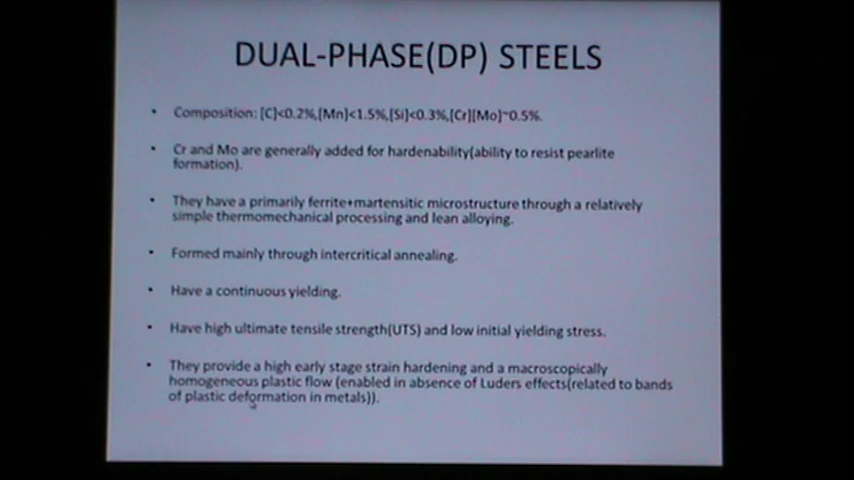 DUAL-PHASE(DP) STEELS
• Composition: [C]<0.2%,[Mn]<1.5%,[Si]<0.3%,[Cr][Mo]~0.5%.
• Cr and Mo are generally added for hardenability(ability to resist pearlite
formation).
• They have a primarily ferrite+martensitic microstructure through a relatively
simple thermomechanical processing and lean alloying.
• Formed mainly through intercritical annealing.
• Have a continuous yielding.
• Have high ultimate tensile strength(UTS) and low initial yielding stress.
• They provide a high early stage strain hardening and a macroscopically
homogeneous plastic flow (enabled in absence of Luders effects(related to bands
of plastic deformation in metals)).